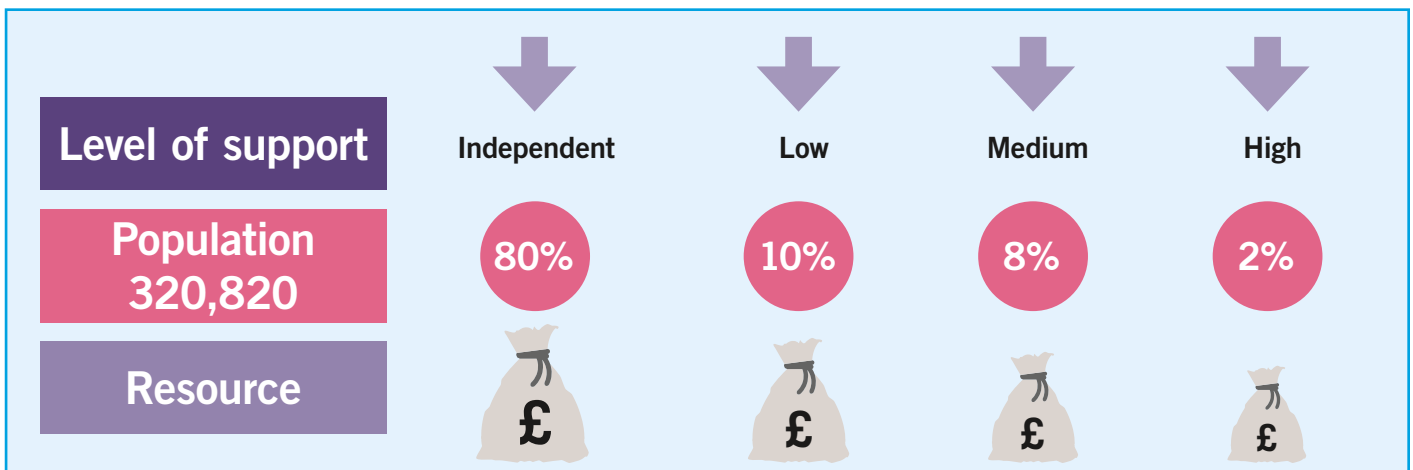 Level of support
Independent
Low
Medium
High
Population
320,820
80%
10%
8%
2%
Resource
£
£
£
£